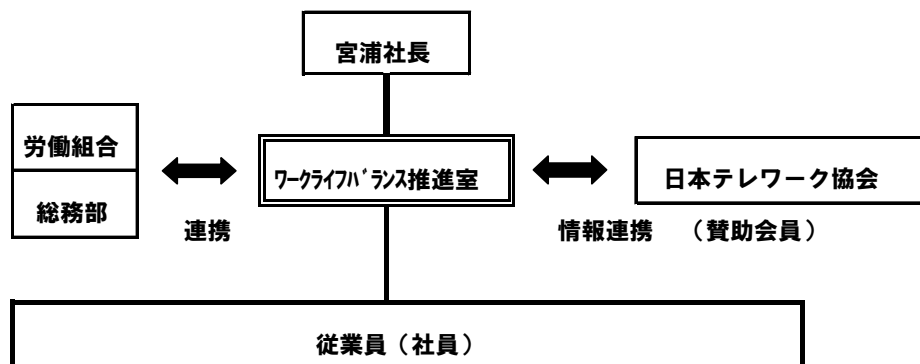 宮浦社長
労働組合
総務部
連携
ﾜｰｸﾗｲﾌﾊﾞﾗﾝｽ推進室
情報連携 （賛助会員）
日本テレワーク協会
従業員（社員）